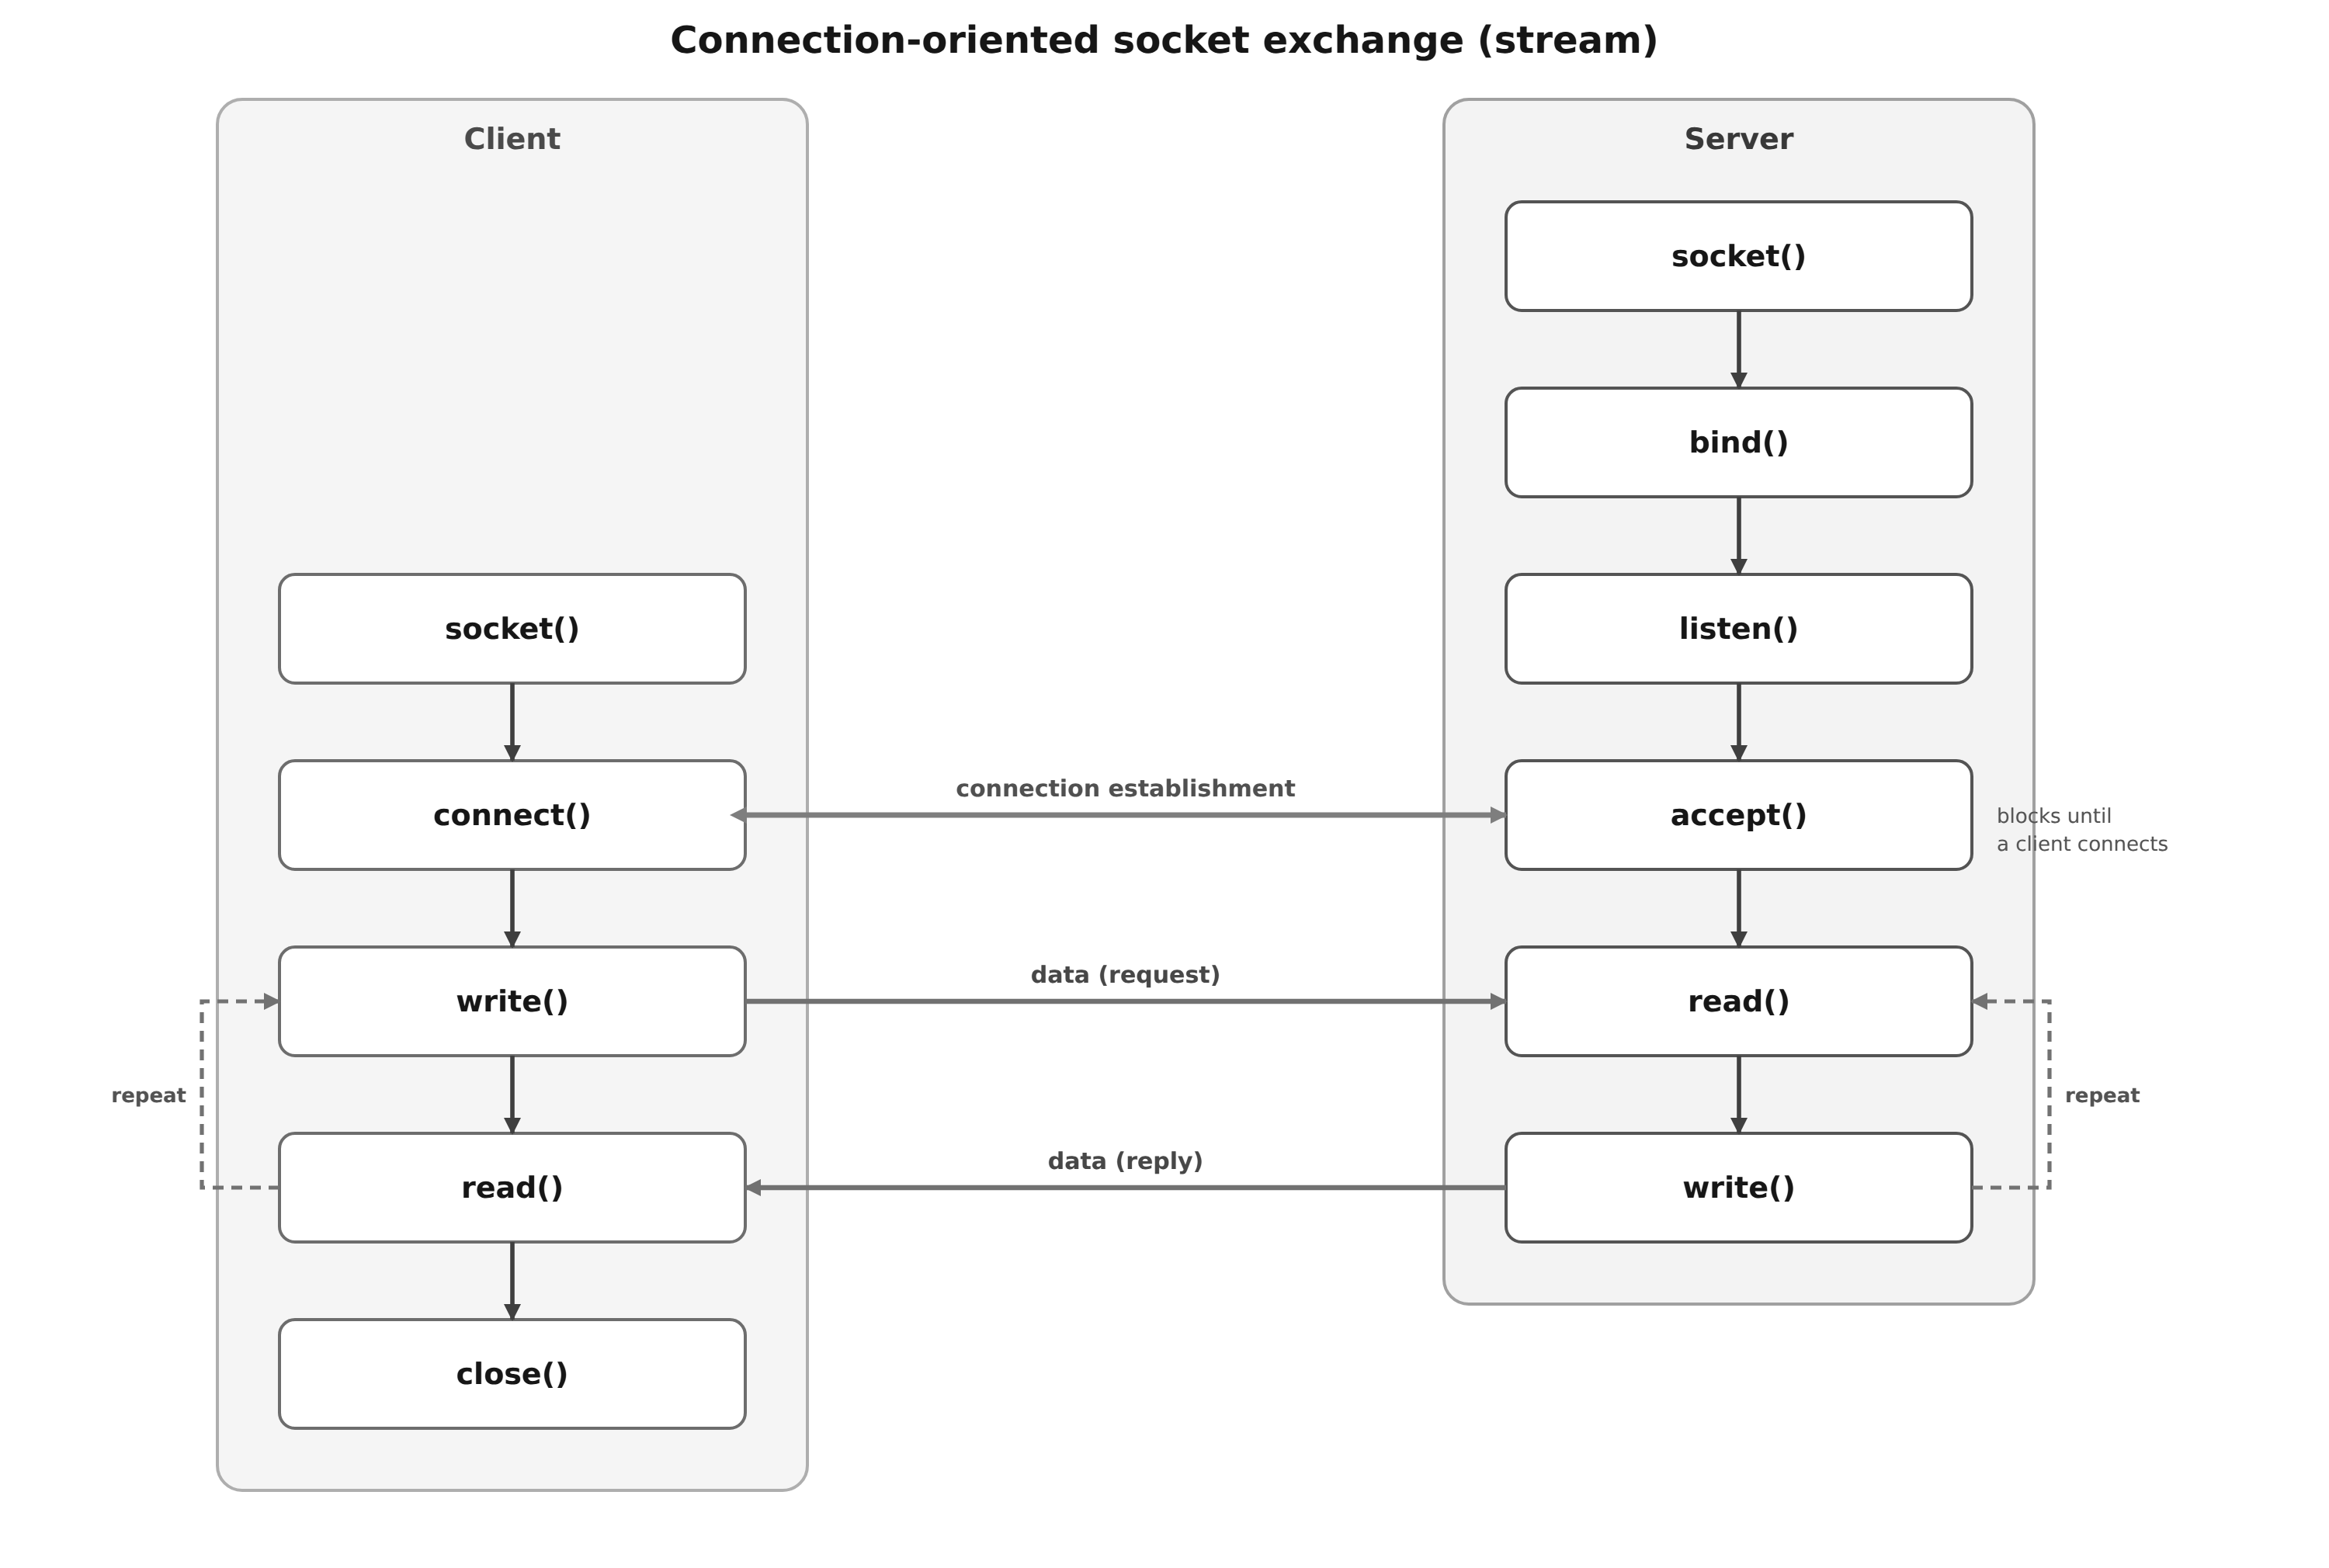 Connection-oriented socket exchange (stream)
Client
socket()
connect()
write()
read()
close()
repeat
connection establishment
data (request)
data (reply)
Server
socket()
bind()
listen()
accept()
blocks until
a client connects
read()
write()
repeat